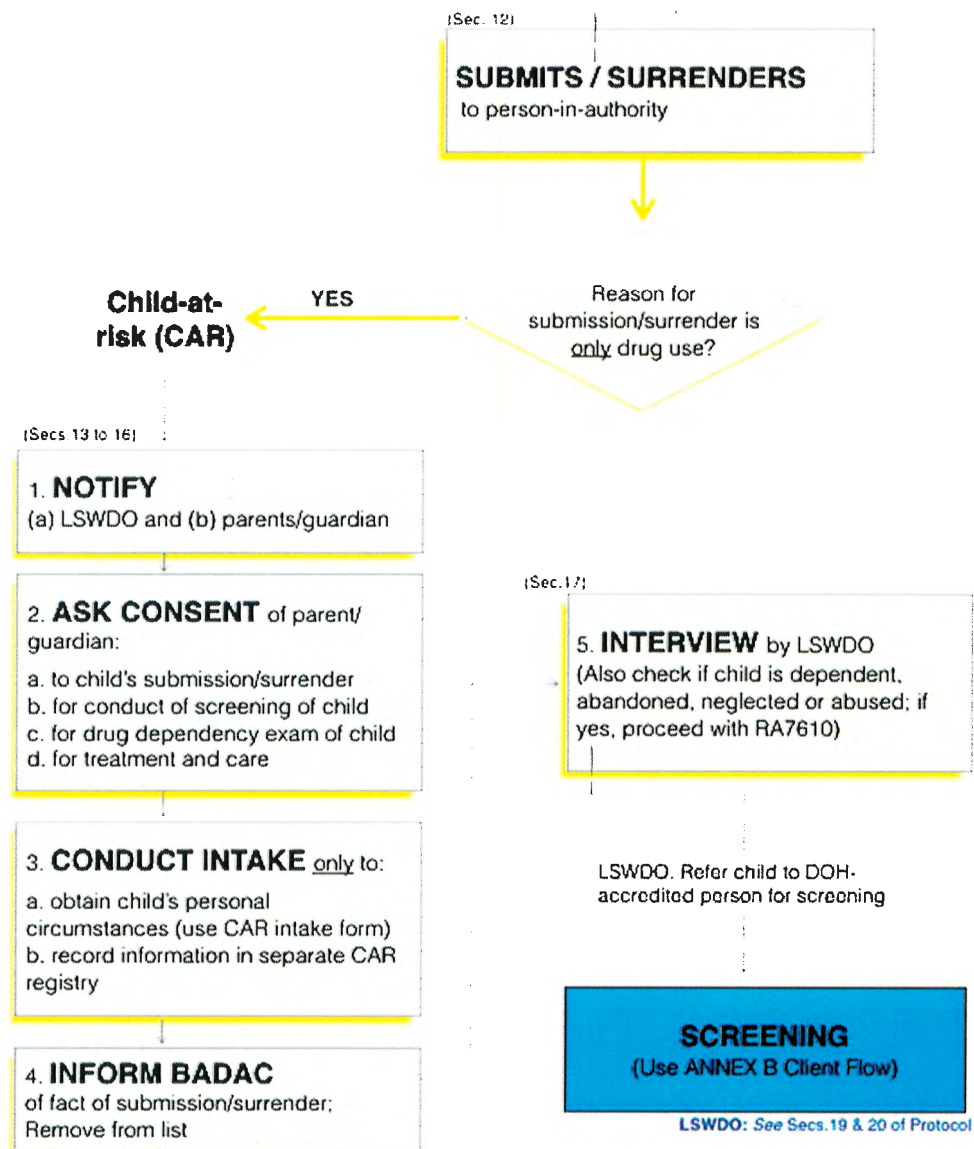 (Sec. 12)
SUBMITS / SURRENDERS
to person-in-authority
Reason for
submission/surrender is
only drug use?
YES
Child-at-
risk (CAR)
(Secs 13 to 16)
1. NOTIFY
(a) LSWDO and (b) parents/guardian
2. ASK CONSENT of parent/
guardian:
a. to child's submission/surrender
b. for conduct of screening of child
c. for drug dependency exam of child
d. for treatment and care
3. CONDUCT INTAKE only to:
a. obtain child's personal
circumstances (use CAR intake form)
b. record information in separate CAR
registry
4. INFORM BADAC
of fact of submission/surrender;
Remove from list
(Sec.17)
5. INTERVIEW by LSWDO
(Also check if child is dependent,
abandoned, neglected or abused; if
yes, proceed with RA7610)
LSWDO. Refer child to DOH-
accredited person for screening
SCREENING
(Use ANNEX B Client Flow)
LSWDO: See Secs.19 & 20 of Protocol